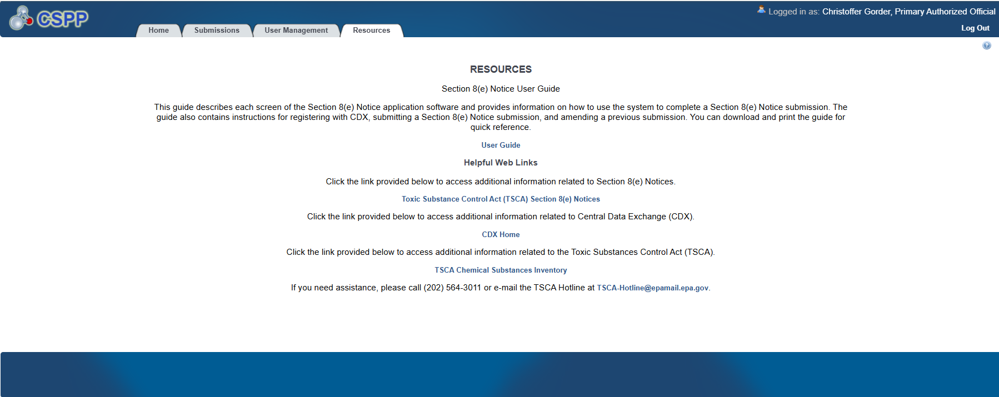 CSPP
Logged in as: Christoffer Gorder, Primary Authorized Official
Home
Submissions
User Management
Resources
Log Out
?
RESOURCES
Section 8(e) Notice User Guide
This guide describes each screen of the Section 8(e) Notice application software and provides information on how to use the system to complete a Section 8(e) Notice submission. The
guide also contains instructions for registering with CDX, submitting a Section 8(e) Notice submission, and amending a previous submission. You can download and print the guide for
quick reference.
User Guide
Helpful Web Links
Click the link provided below to access additional information related to Section 8(e) Notices.
Toxic Substance Control Act (TSCA) Section 8(e) Notices
Click the link provided below to access additional information related to Central Data Exchange (CDX).
CDX Home
Click the link provided below to access additional information related to the Toxic Substances Control Act (TSCA).
TSCA Chemical Substances Inventory
If you need assistance, please call (202) 564-3011 or e-mail the TSCA Hotline at TSCA-Hotline@epamail.epa.gov.